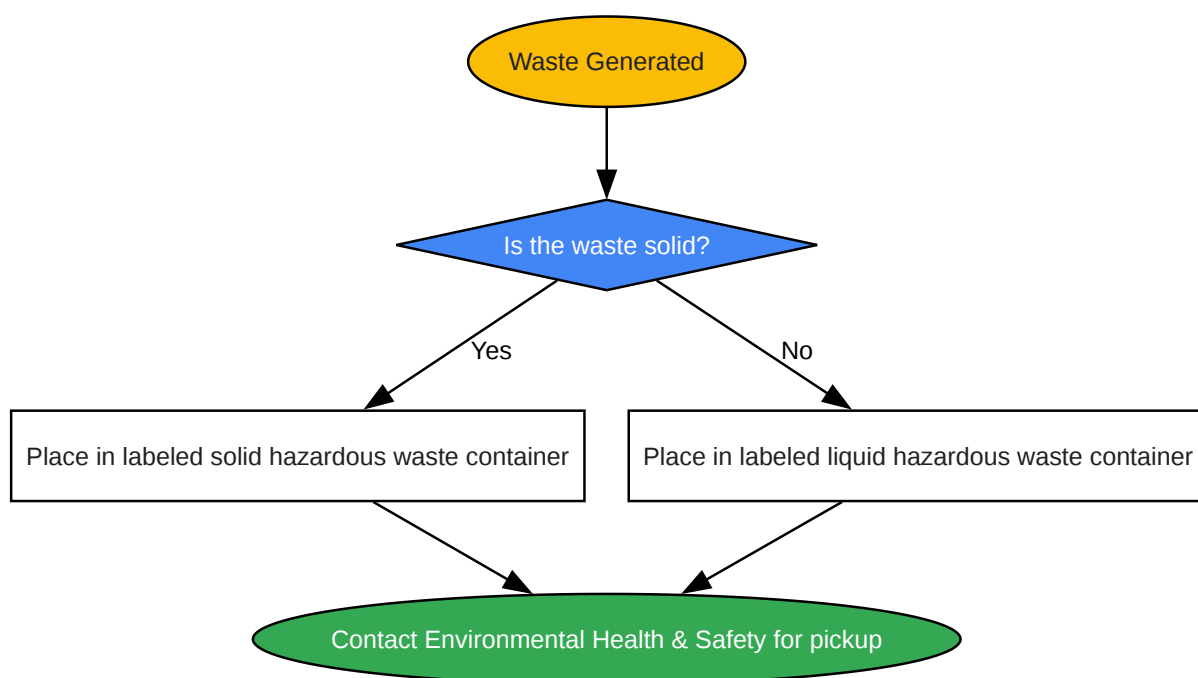 Waste Generated
Is the waste solid?
Yes
No
Place in labeled solid hazardous waste container
Place in labeled liquid hazardous waste container
Contact Environmental Health & Safety for pickup